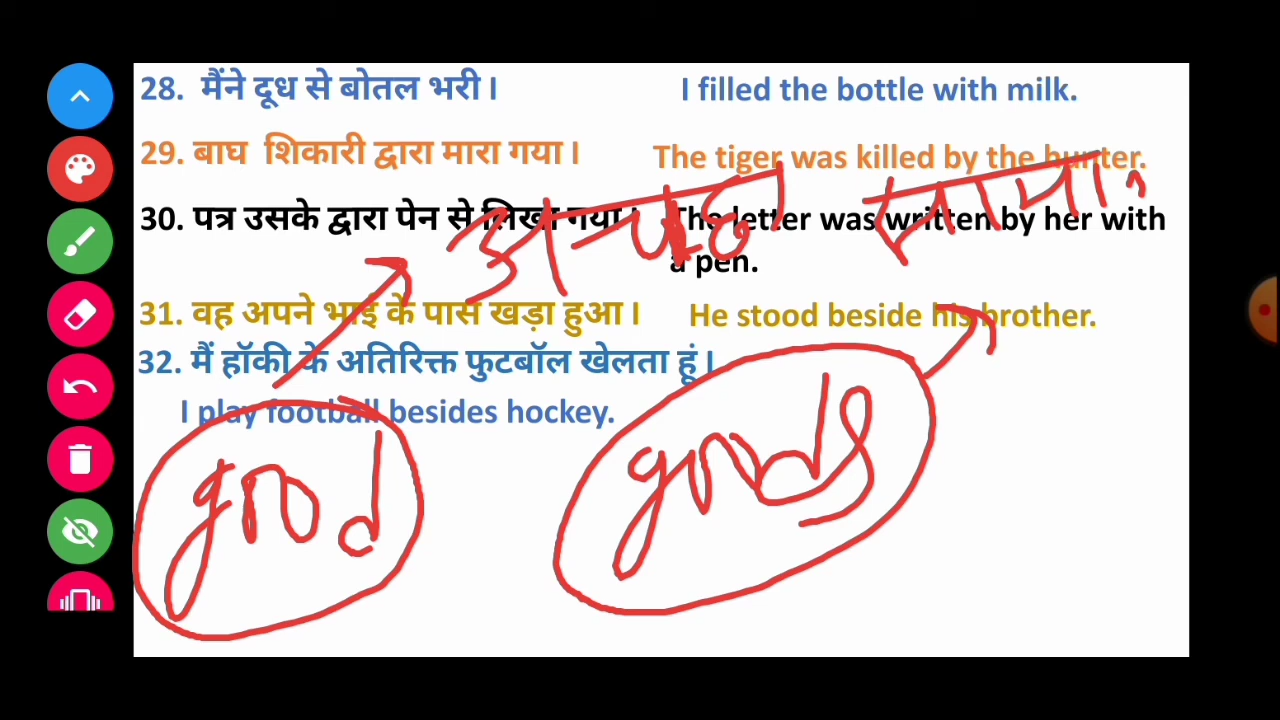 28. मैंने दूध से बोतल भरी ।
I filled the bottle with milk.
29. बाघ शिकारी द्वारा मारा गया ।
The tiger was killed by the hunter.
30. पत्र उसके द्वारा पेन से लिखा गया ।
The letter was written by her with
a pen.
31. वह अपने भाई के पास खड़ा हुआ ।
He stood beside his brother.
32. मैं हॉकी के अतिरिक्त फुटबॉल खेलता हूं ।
I play football besides hockey.
good
goods